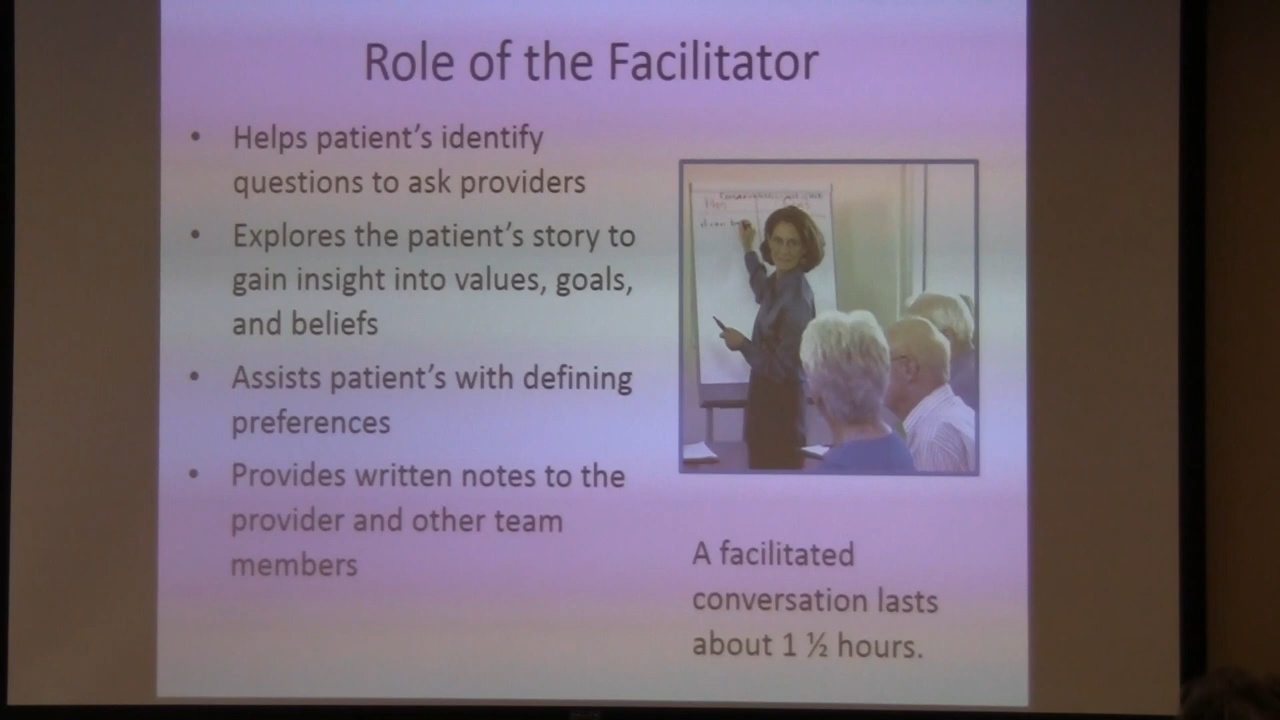 Role of the Facilitator
• Helps patient's identify
questions to ask providers
• Explores the patient's story to
gain insight into values, goals,
and beliefs
• Assists patient's with defining
preferences
• Provides written notes to the
provider and other team
members
A facilitated
conversation lasts
about 1 ½ hours.